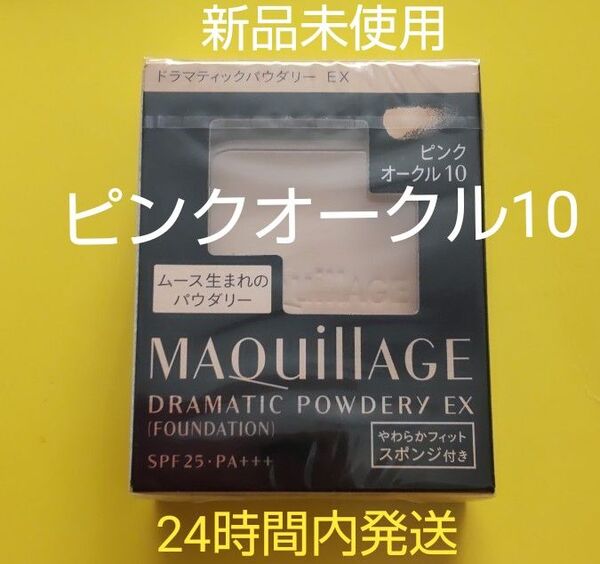 新品未使用
ドラマティックパウダリー EX
ピンク
オークル10
ピンクオークル10
ムース生まれの
パウダリー
MAQuillAGE
DRAMATIC POWDERY EX
(FOUNDATION)
やわらかフィット
スポンジ付き
SPF25・PA+++
24時間内発送